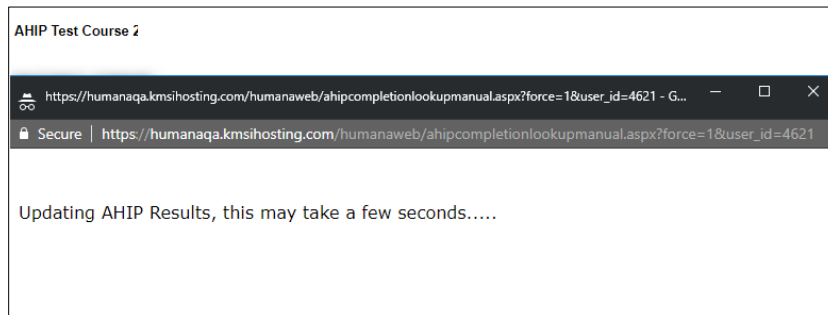 AHIP Test Course 2
https://humanaqa.kmsihosting.com/humanaweb/ahipcompletionlookupmanual.aspx?force=1&user_id=4621 - G...
Secure | https://humanaqa.kmsihosting.com/humanaweb/ahipcompletionlookupmanual.aspx?force=1&user_id=4621
Updating AHIP Results, this may take a few seconds.....